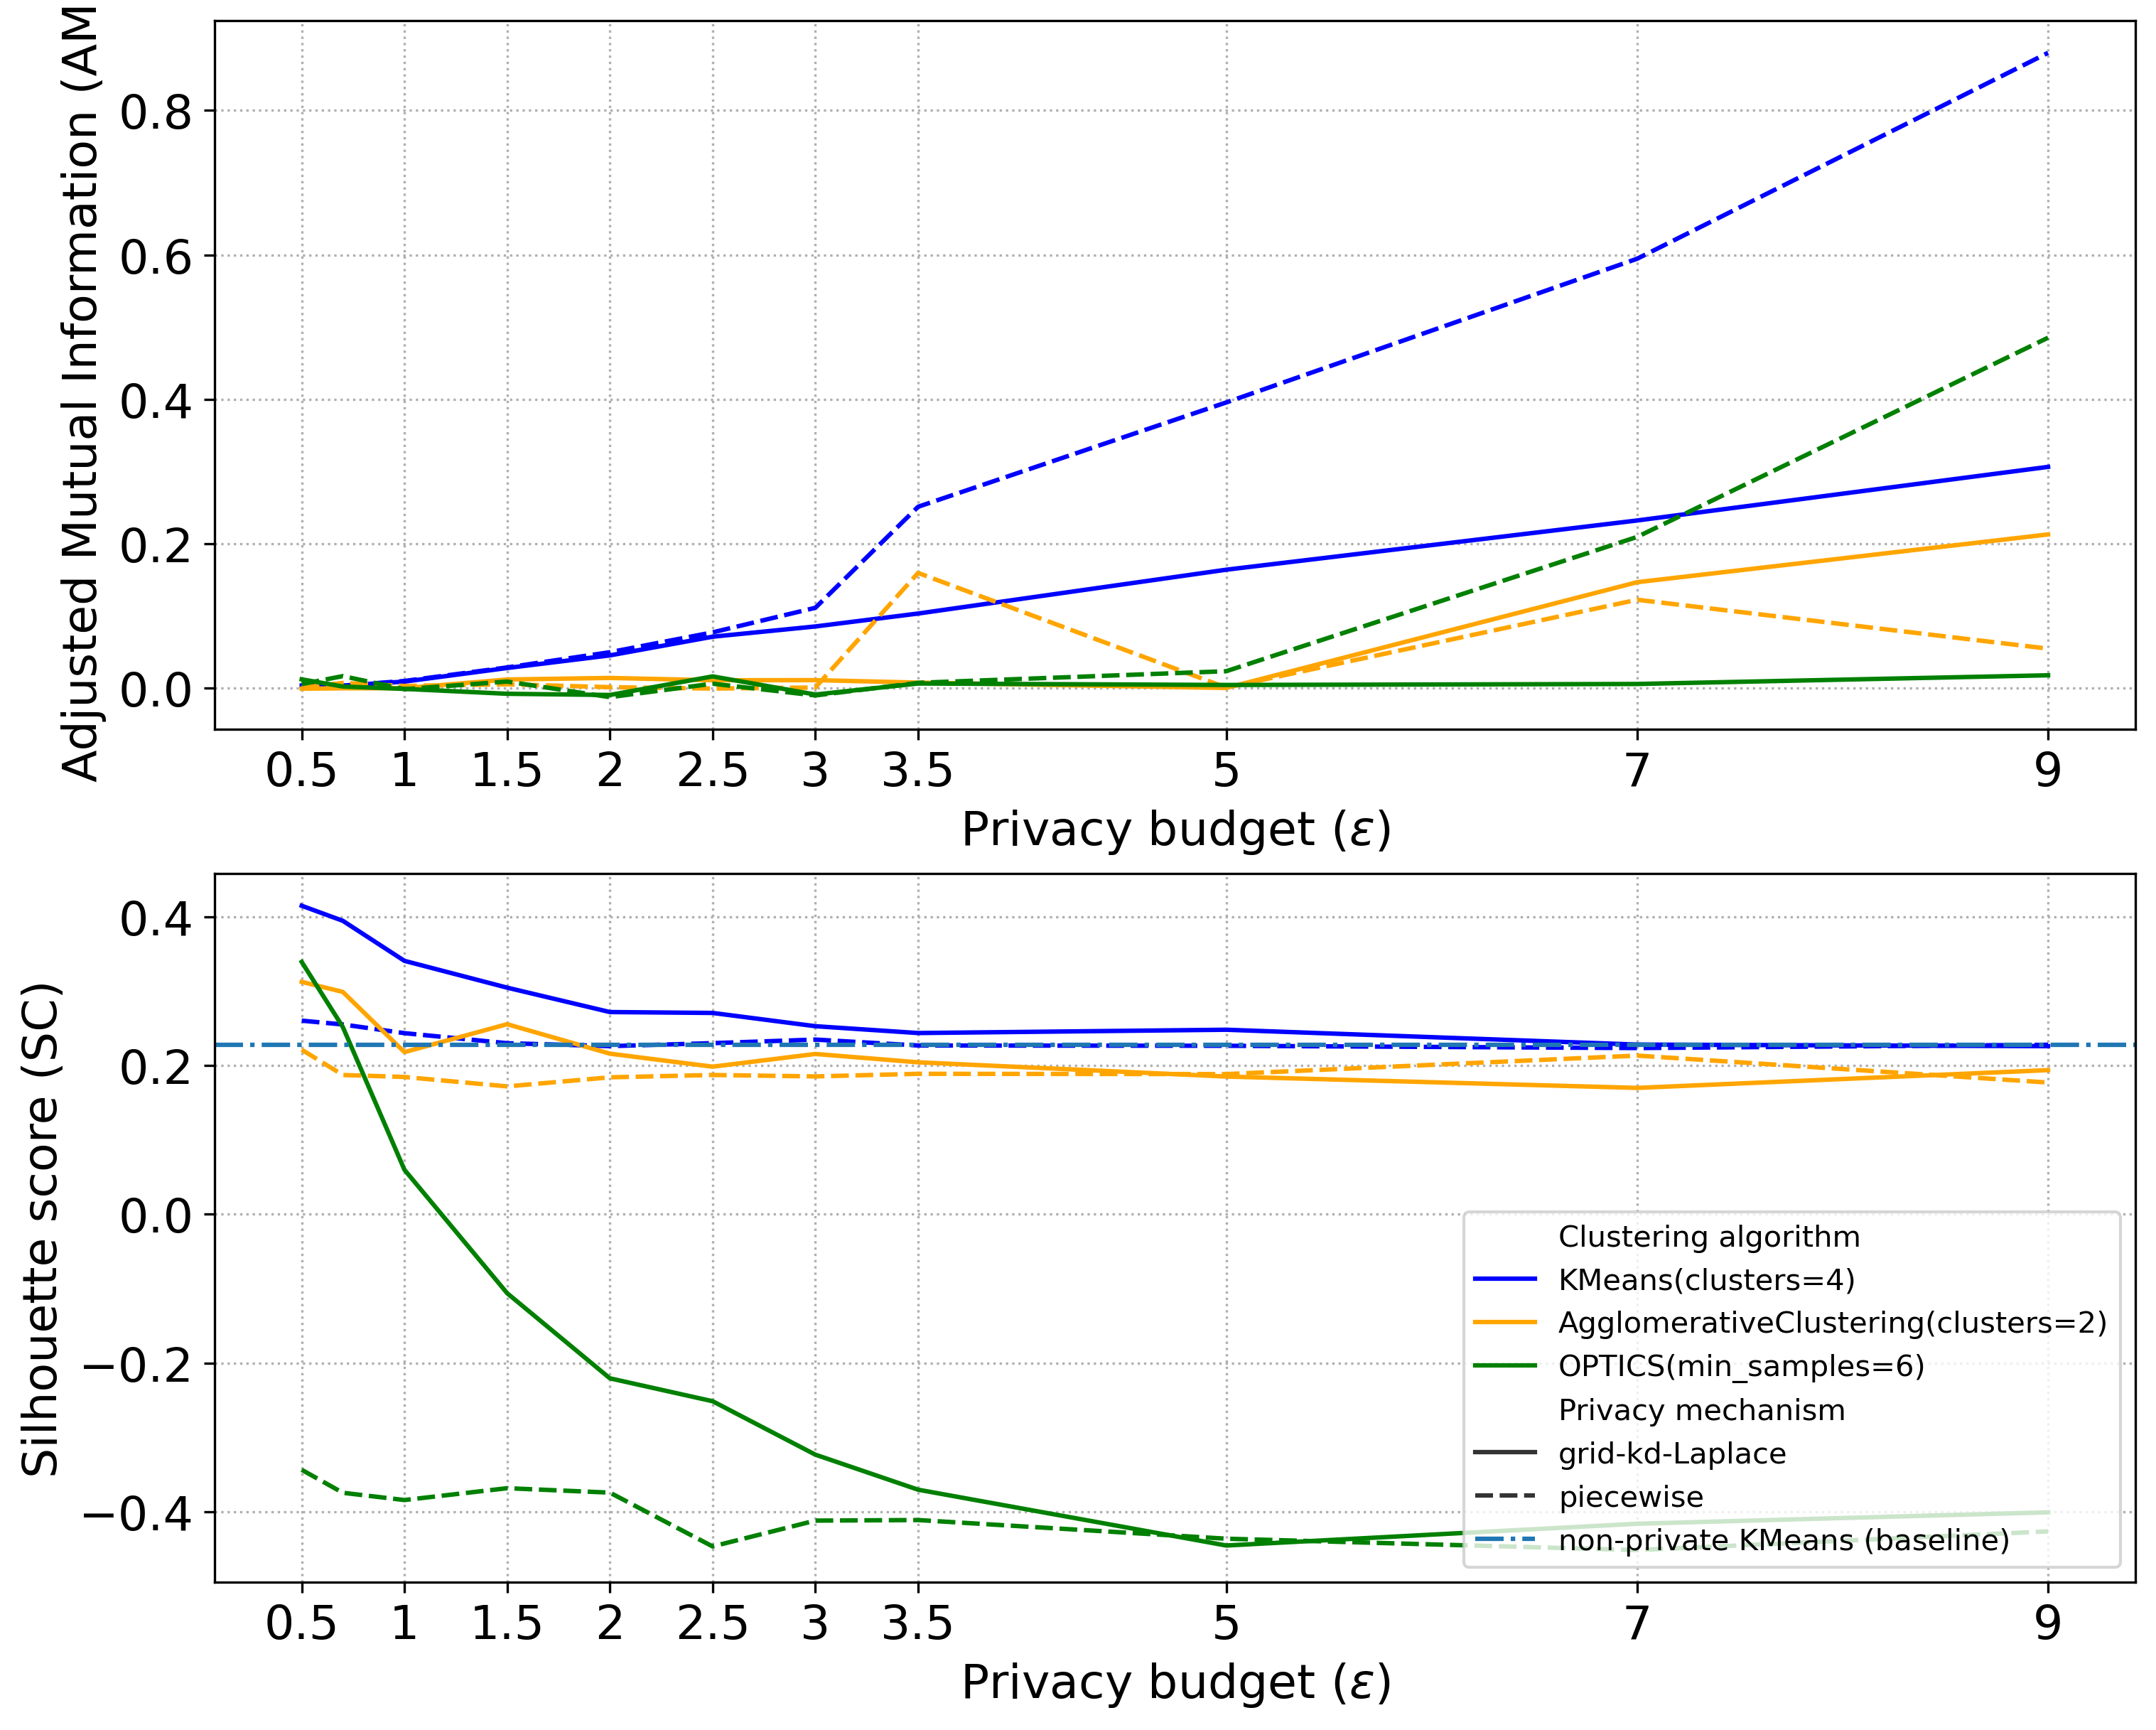 Adjusted Mutual Information (AM
0.8
0.6
0.4
0.2
0.0
0.5 1 1.5 2 2.5 3 3.5 5 7 9
Privacy budget (ε)
Silhouette score (SC)
0.4
0.2
0.0
−0.2
−0.4
Clustering algorithm
KMeans(clusters=4)
AgglomerativeClustering(clusters=2)
OPTICS(min_samples=6)
Privacy mechanism
grid-kd-Laplace
piecewise
non-private KMeans (baseline)
0.5 1 1.5 2 2.5 3 3.5 5 7 9
Privacy budget (ε)